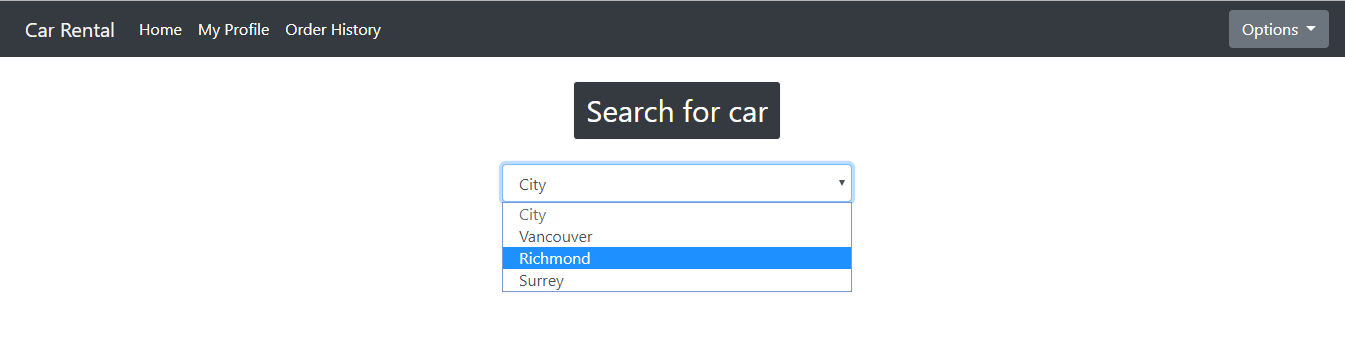 Car Rental Home My Profile Order History Options
Search for car
City
City
Vancouver
Richmond
Surrey